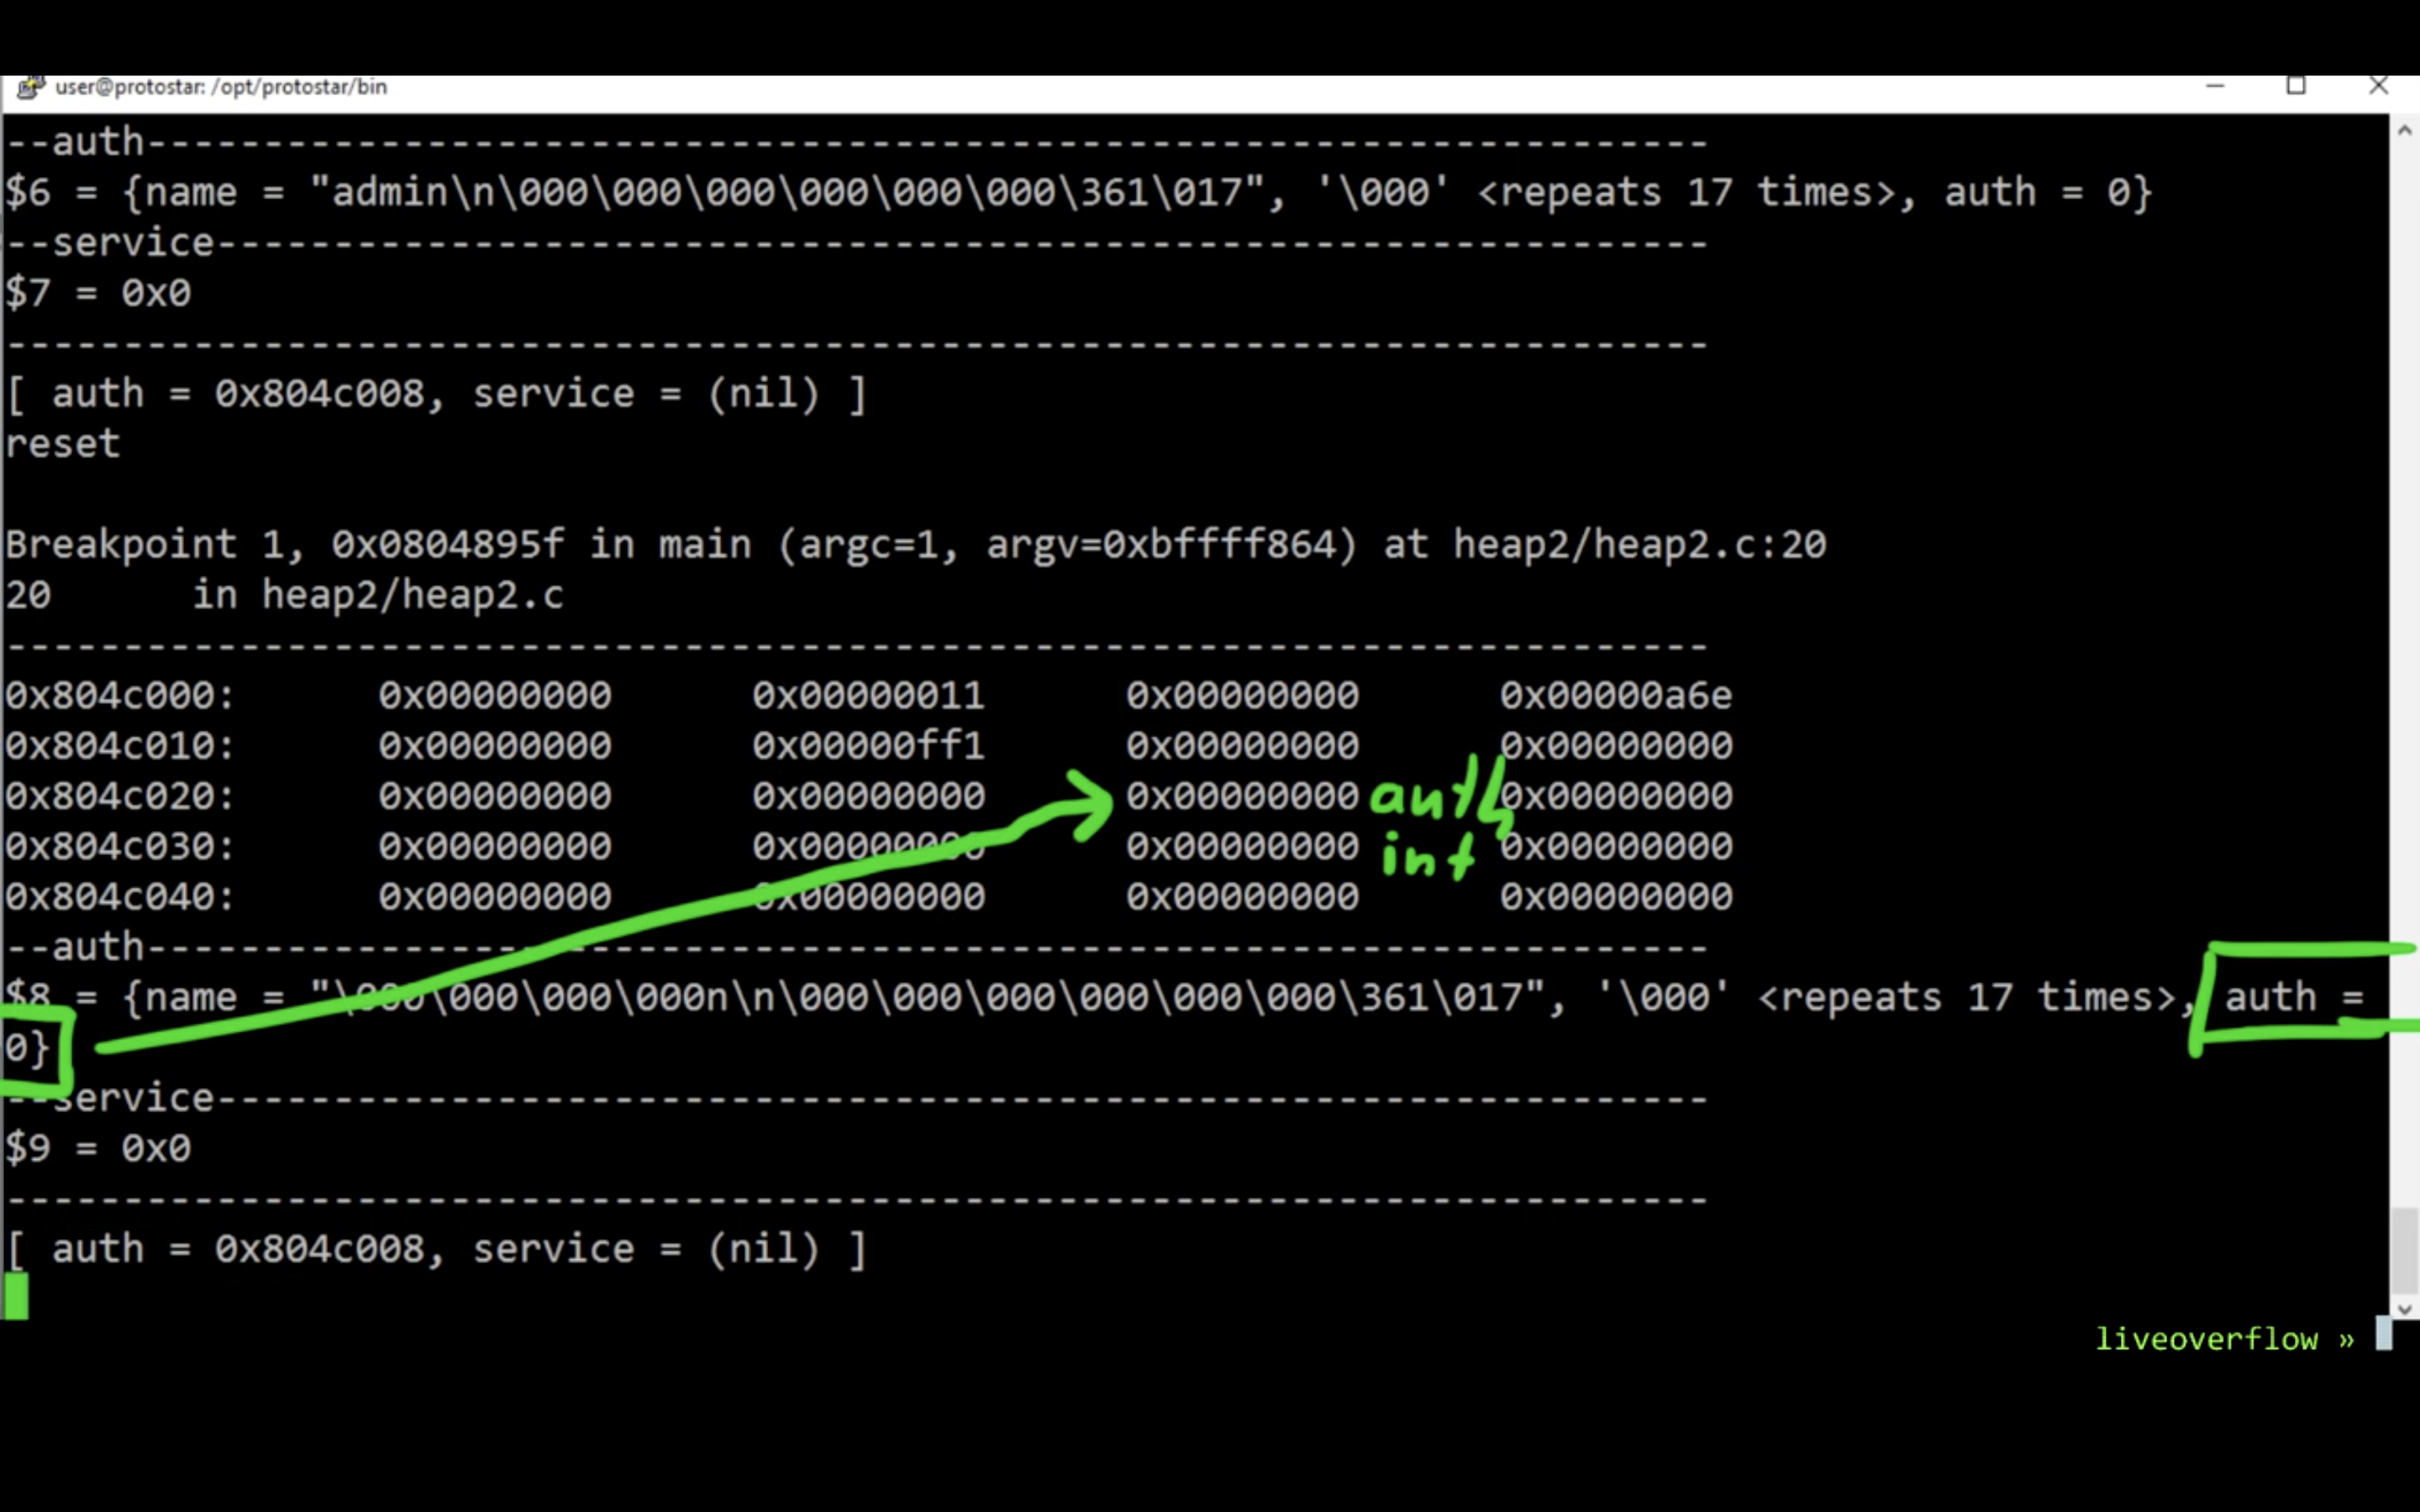 user@protostar: /opt/protostar/bin
--auth--------------------------------------------------------------------
$6 = {name = "admin\n\000\000\000\000\000\000\361\017", '\000' <repeats 17 times>, auth = 0}
--service-----------------------------------------------------------------
$7 = 0x0
--------------------------------------------------------------------------
[ auth = 0x804c008, service = (nil) ]
reset
Breakpoint 1, 0x0804895f in main (argc=1, argv=0xbffff864) at heap2/heap2.c:20
20      in heap2/heap2.c
--------------------------------------------------------------------------
0x804c000:      0x00000000      0x00000011      0x00000000      0x00000a6e
0x804c010:      0x00000000      0x00000ff1      0x00000000      0x00000000
0x804c020:      0x00000000      0x00000000      0x00000000 auth 0x00000000
0x804c030:      0x00000000      0x00000000      0x00000000 int 0x00000000
0x804c040:      0x00000000      0x00000000      0x00000000      0x00000000
--auth--------------------------------------------------------------------
$8 = {name = "\000\000\000\000n\n\000\000\000\000\000\000\361\017", '\000' <repeats 17 times>, auth =
0}
--service-----------------------------------------------------------------
$9 = 0x0
--------------------------------------------------------------------------
[ auth = 0x804c008, service = (nil) ]
liveoverflow »